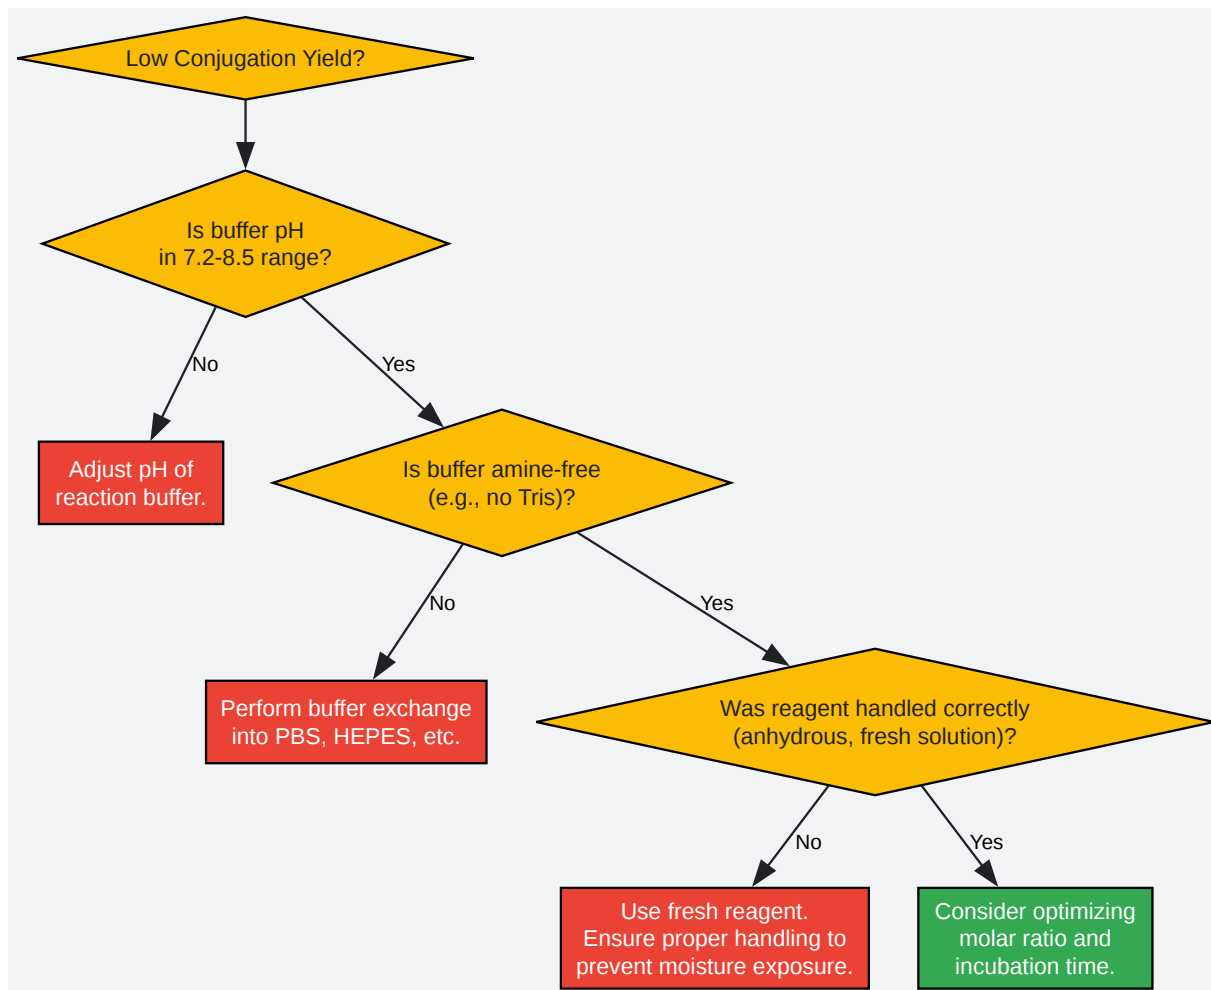 Low Conjugation Yield?
Is buffer pH
in 7.2-8.5 range?
No
Yes
Adjust pH of
reaction buffer.
Is buffer amine-free
(e.g., no Tris)?
No
Yes
Perform buffer exchange
into PBS, HEPES, etc.
Was reagent handled correctly
(anhydrous, fresh solution)?
No
Yes
Use fresh reagent.
Ensure proper handling to
prevent moisture exposure.
Consider optimizing
molar ratio and
incubation time.